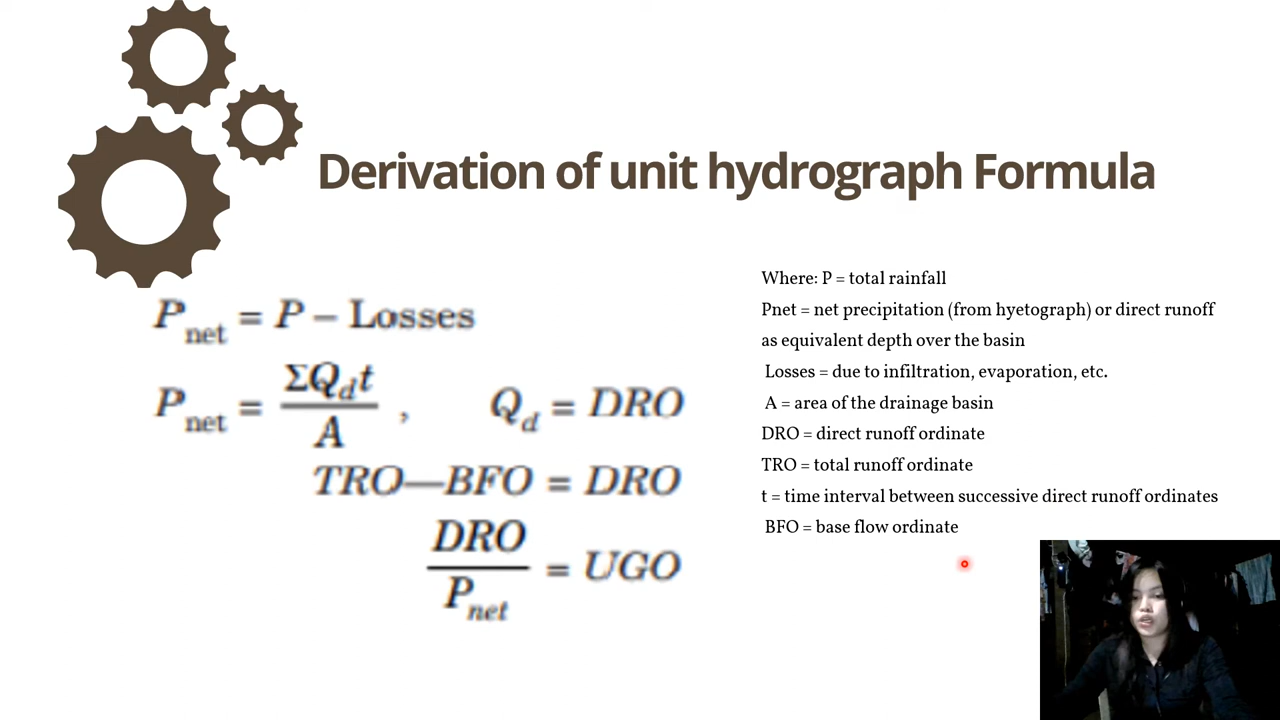 Derivation of unit hydrograph Formula
P_net = P – Losses
P_net = ΣQ_d t / A , Q_d = DRO
TRO—BFO = DRO
DRO / P_net = UGO
Where: P = total rainfall
Pnet = net precipitation (from hyetograph) or direct runoff
as equivalent depth over the basin
Losses = due to infiltration, evaporation, etc.
A = area of the drainage basin
DRO = direct runoff ordinate
TRO = total runoff ordinate
t = time interval between successive direct runoff ordinates
BFO = base flow ordinate